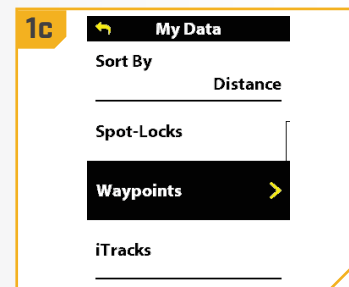 1c
My Data
Sort By
Distance
Spot-Locks
Waypoints
iTracks